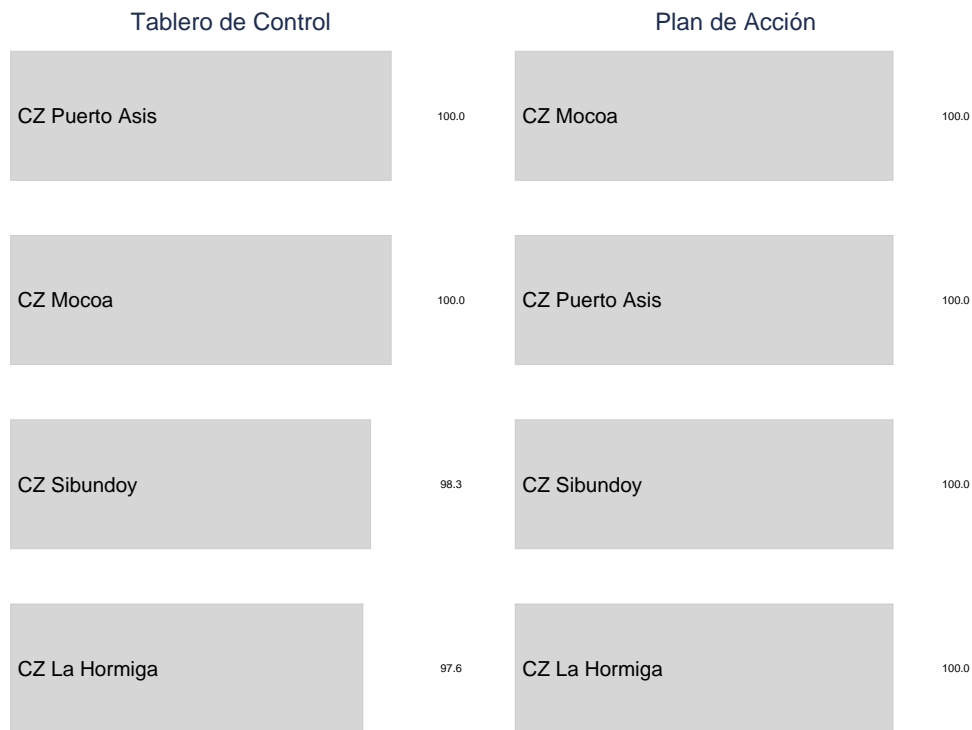 Tablero de Control
CZ Puerto Asis 100.0
CZ Mocoa 100.0
CZ Sibundoy 98.3
CZ La Hormiga 97.6
Plan de Acción
CZ Mocoa 100.0
CZ Puerto Asis 100.0
CZ Sibundoy 100.0
CZ La Hormiga 100.0